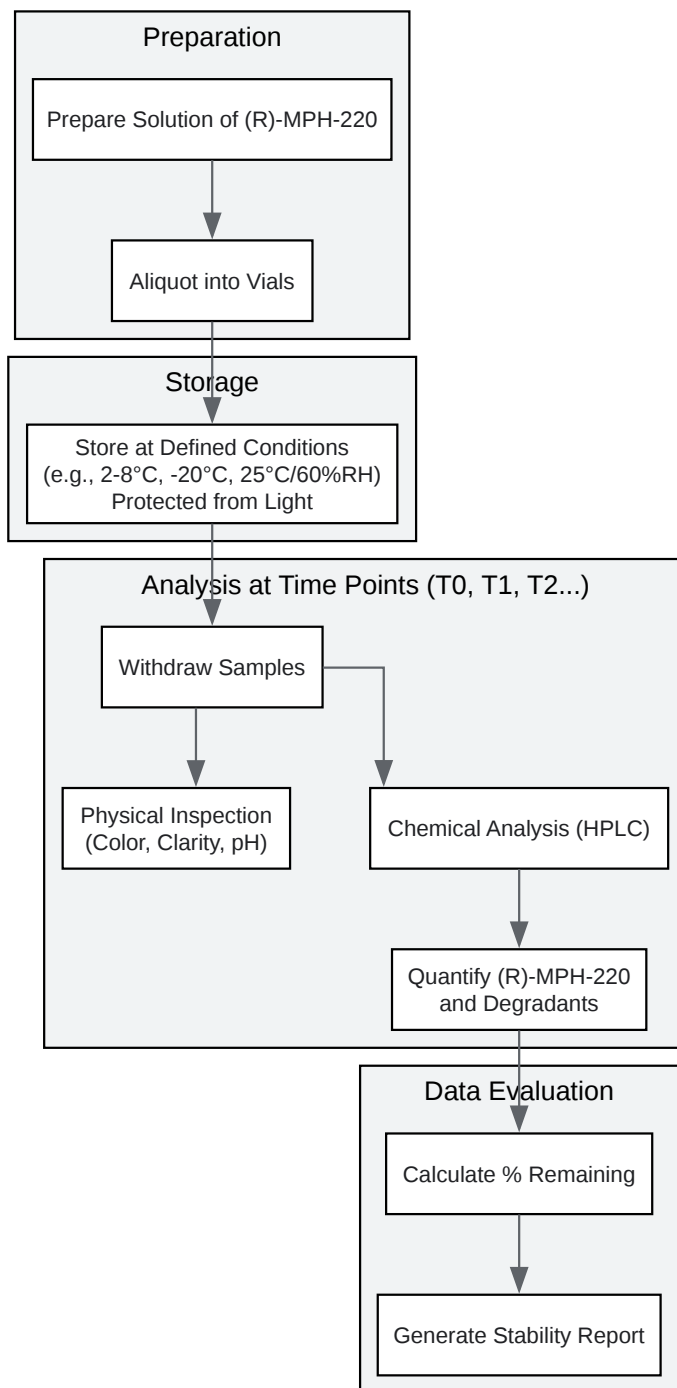 Preparation
Prepare Solution of (R)-MPH-220
Aliquot into Vials
Storage
Store at Defined Conditions
(e.g., 2-8°C, -20°C, 25°C/60%RH)
Protected from Light
Analysis at Time Points (T0, T1, T2...)
Withdraw Samples
Physical Inspection
(Color, Clarity, pH)
Chemical Analysis (HPLC)
Quantify (R)-MPH-220
and Degradants
Data Evaluation
Calculate % Remaining
Generate Stability Report